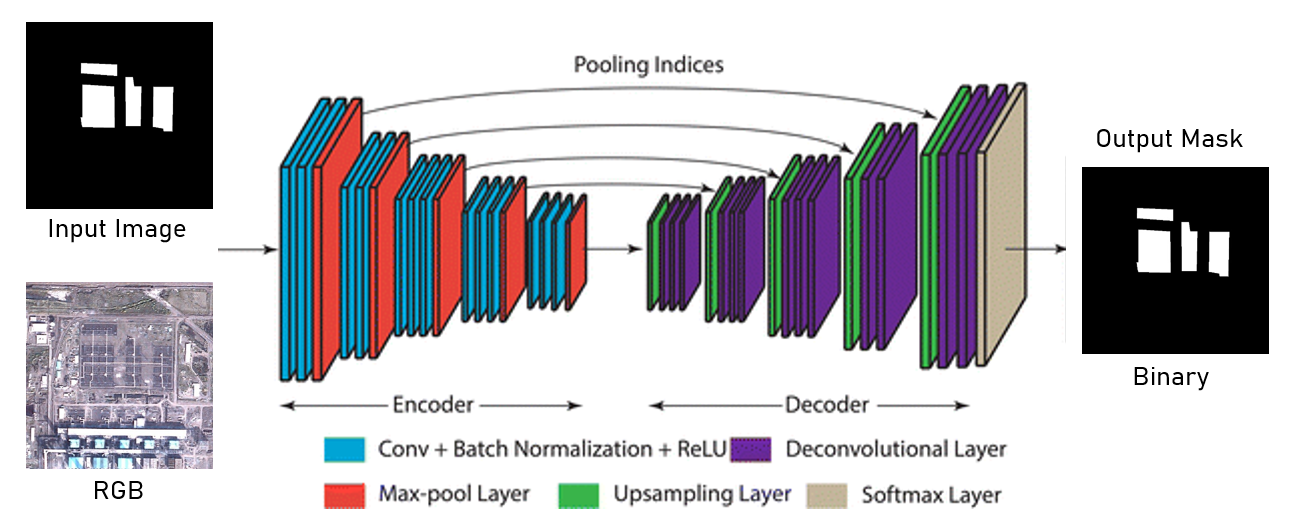 Pooling Indices
Input Image
RGB
Output Mask
Binary
Encoder
Decoder
Conv + Batch Normalization + ReLU
Deconvolutional Layer
Max-pool Layer
Upsampling Layer
Softmax Layer